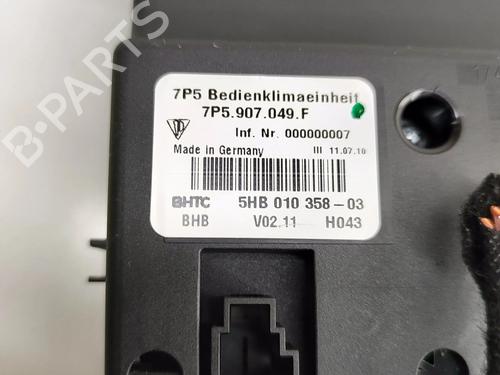 7P5 Bedienklimaeinheit
7P5.907.049.F
Inf. Nr. 000000007
Made in Germany III 11.07.10
BHTC 5HB 010 358-03
BHB V02.11 H043
B-PARTS